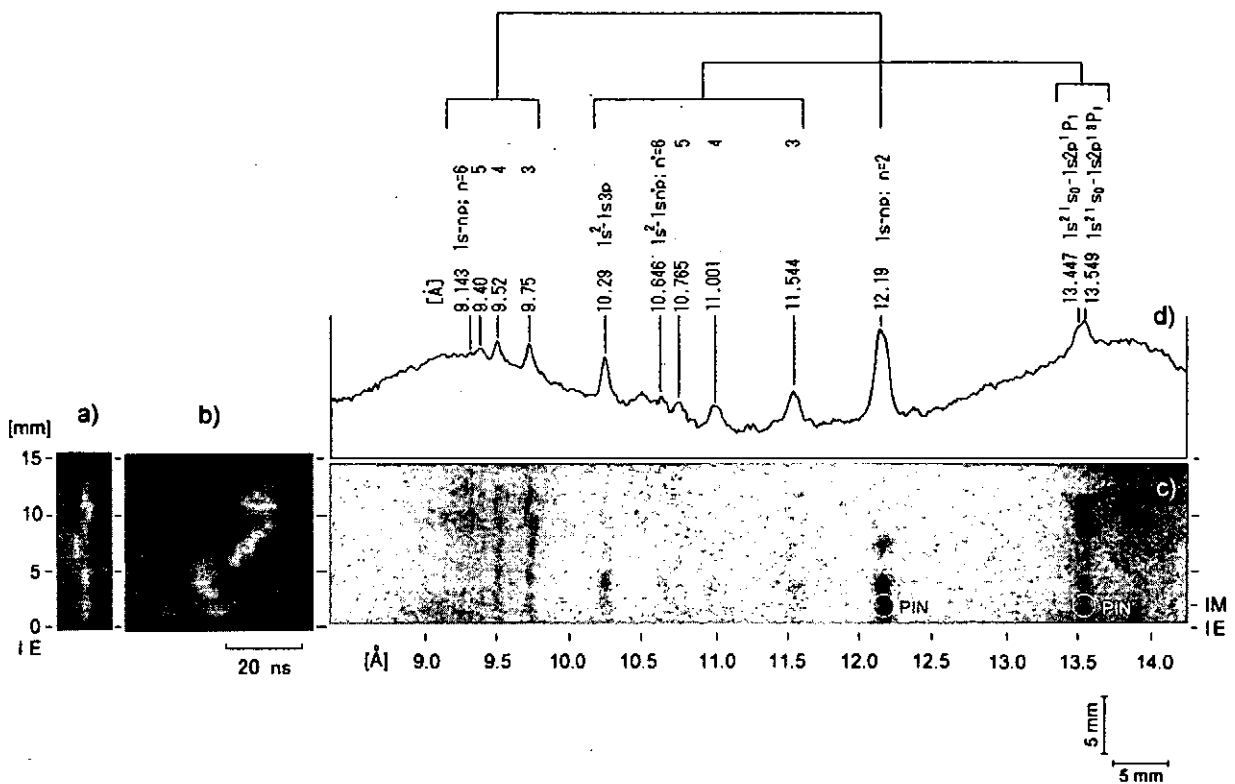 1s-np; n=6
5
4
3
1s²-1s3p
1s²-1snp; n=6
5
4
3
1s-np; n=2
1s² ¹s₀-1s2p ¹P₁
1s² ¹s₀-1s2p ³P₁
[Å]
9.143
9.40
9.52
9.75
10.29
10.646
10.765
11.001
11.544
12.19
13.447
13.549
d)
a)
b)
[mm]
15
10
5
0
IE
20 ns
c)
PIN
PIN
IM
IE
[Å]
9.0
9.5
10.0
10.5
11.0
11.5
12.0
12.5
13.0
13.5
14.0
5 mm
5 mm